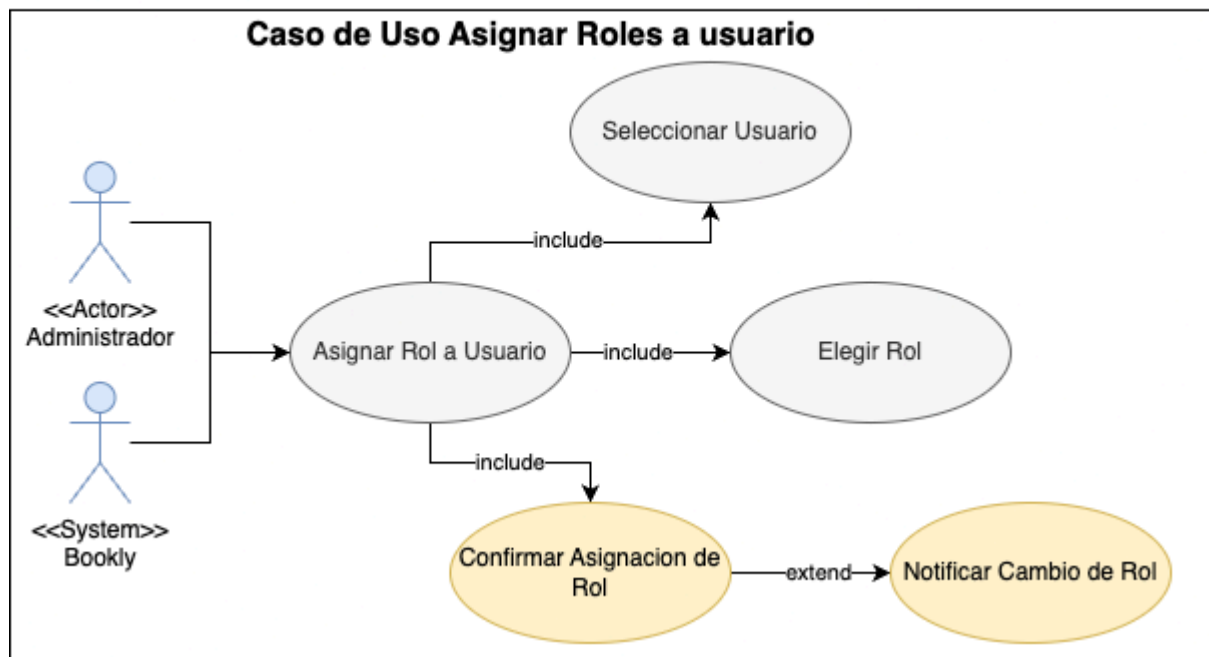 Caso de Uso Asignar Roles a usuario
Seleccionar Usuario
include
<<Actor>>
Administrador
Asignar Rol a Usuario
include
Elegir Rol
include
<<System>>
Bookly
Confirmar Asignacion de
Rol
extend
Notificar Cambio de Rol